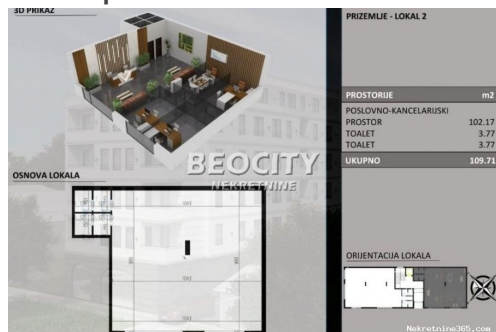 3D PRIKAZ
PRIZEMLJE - LOKAL 2
PROSTORIJE m2
POSLOVNO-KANCELARIJSKI
PROSTOR 102.17
TOALET 3.77
TOALET 3.77
UKUPNO 109.71
BEOCITY
NEKRETNINE
OSNOVA LOKALA
ORIJENTACIJA LOKALA
Nekretnine365.com